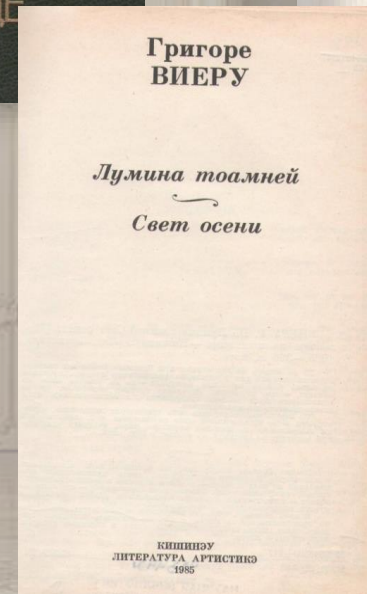 Григоре
ВИЕРУ
Лумина тоамней
Свет осени
КИШИНЭУ
ЛИТЕРАТУРА АРТИСТИКЭ
1985